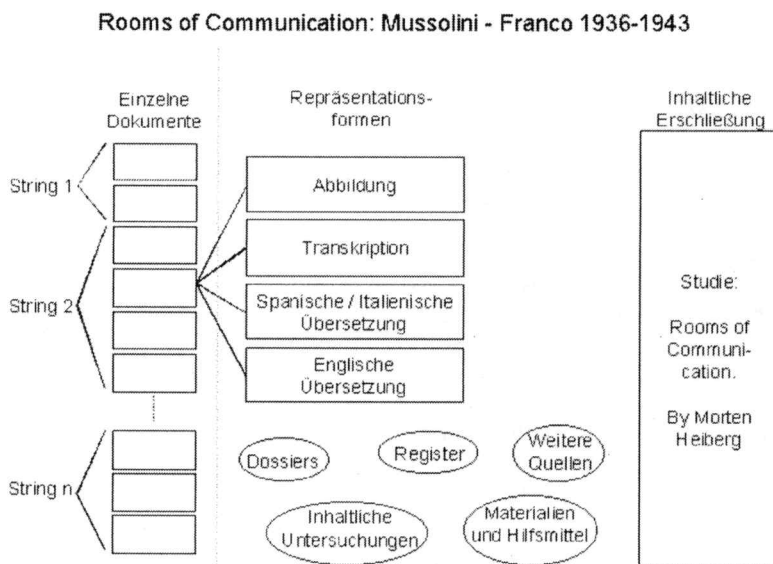 Rooms of Communication: Mussolini - Franco 1936-1943
Einzelne
Dokumente
Repräsentations-
formen
Inhaltliche
Erschließung
String 1
String 2
String n
Abbildung
Transkription
Spanische / Italienische
Übersetzung
Englische
Übersetzung
Dossiers
Register
Weitere
Quellen
Inhaltliche
Untersuchungen
Materialien
und Hilfsmittel
Studie:
Rooms of
Communi-
cation.
By Morten
Heiberg